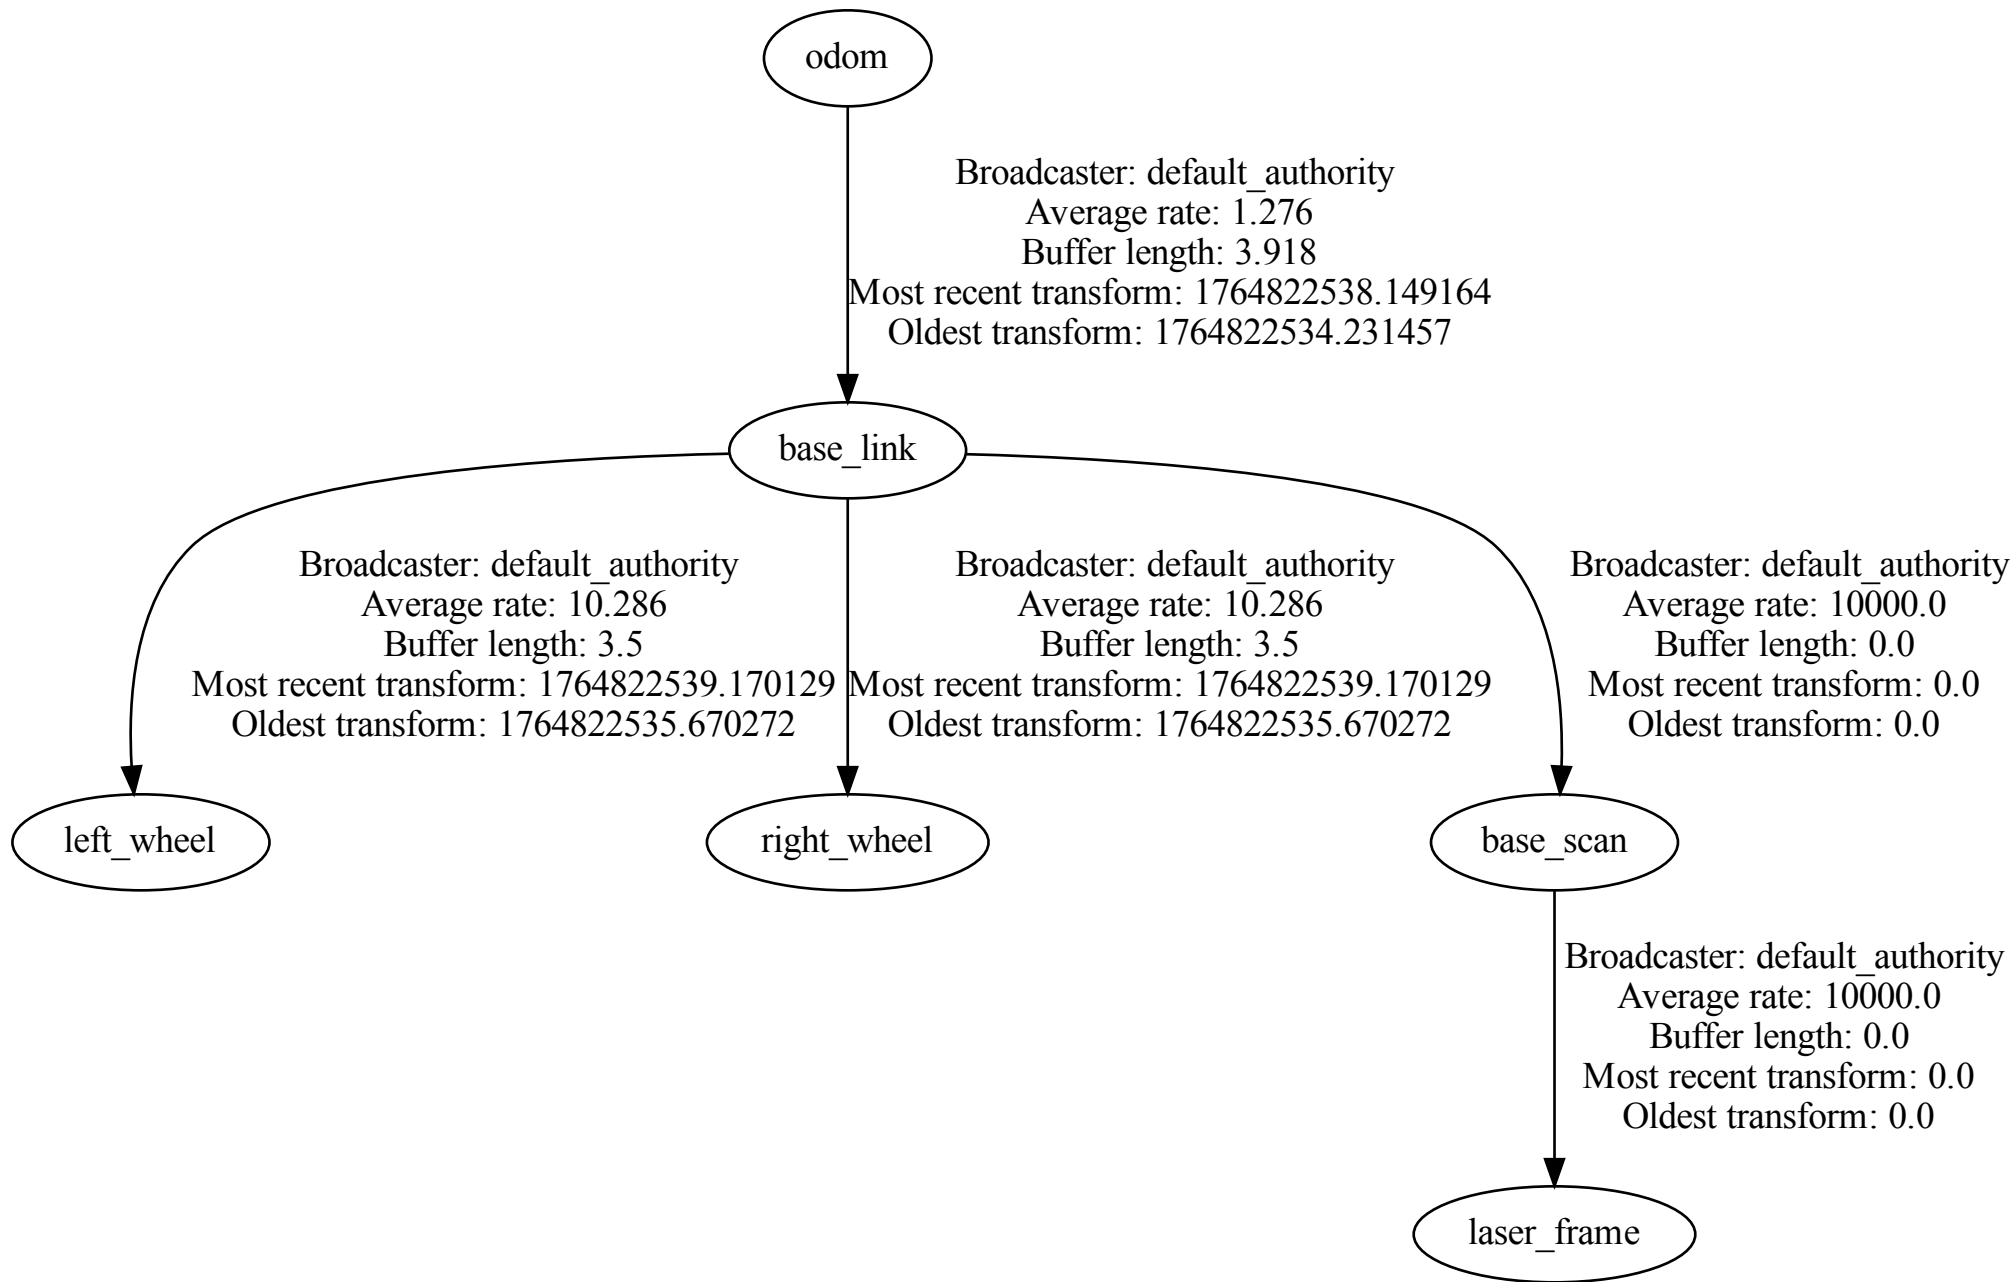 odom
Broadcaster: default_authority
Average rate: 1.276
Buffer length: 3.918
Most recent transform: 1764822538.149164
Oldest transform: 1764822534.231457
base_link
Broadcaster: default_authority
Average rate: 10.286
Buffer length: 3.5
Most recent transform: 1764822539.170129
Oldest transform: 1764822535.670272
Broadcaster: default_authority
Average rate: 10.286
Buffer length: 3.5
Most recent transform: 1764822539.170129
Oldest transform: 1764822535.670272
Broadcaster: default_authority
Average rate: 10000.0
Buffer length: 0.0
Most recent transform: 0.0
Oldest transform: 0.0
left_wheel
right_wheel
base_scan
Broadcaster: default_authority
Average rate: 10000.0
Buffer length: 0.0
Most recent transform: 0.0
Oldest transform: 0.0
laser_frame